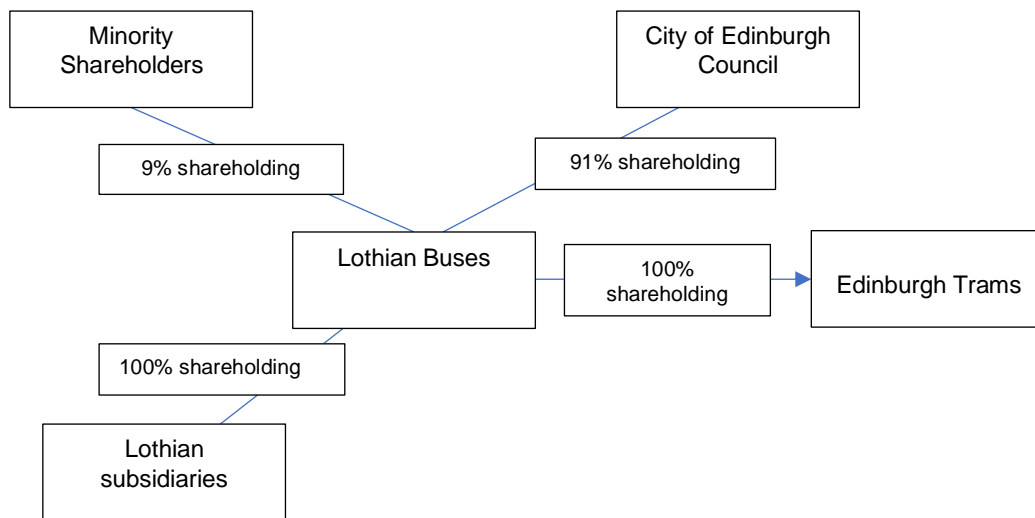 Minority
Shareholders
City of Edinburgh
Council
9% shareholding
91% shareholding
Lothian Buses
100%
shareholding
Edinburgh Trams
100% shareholding
Lothian
subsidiaries